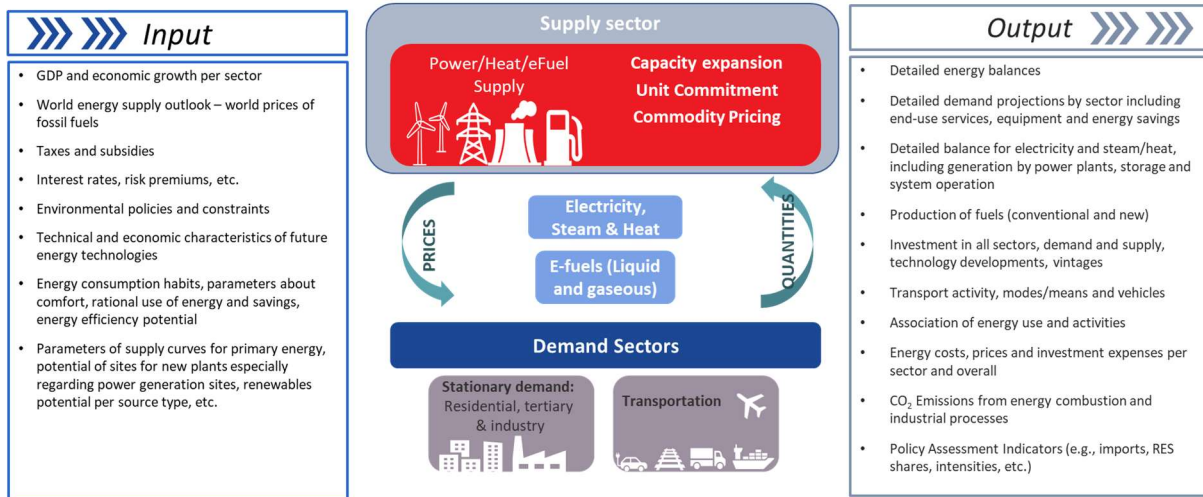 Input
• GDP and economic growth per sector
• World energy supply outlook – world prices of
fossil fuels
• Taxes and subsidies
• Interest rates, risk premiums, etc.
• Environmental policies and constraints
• Technical and economic characteristics of future
energy technologies
• Energy consumption habits, parameters about
comfort, rational use of energy and savings,
energy efficiency potential
• Parameters of supply curves for primary energy,
potential of sites for new plants especially
regarding power generation sites, renewables
potential per source type, etc.
Supply sector
Power/Heat/eFuel
Supply
Capacity expansion
Unit Commitment
Commodity Pricing
PRICES
Electricity,
Steam & Heat
E-fuels (Liquid
and gaseous)
QUANTITIES
Demand Sectors
Stationary demand:
Residential, tertiary
& industry
Transportation
Output
• Detailed energy balances
• Detailed demand projections by sector including
end-use services, equipment and energy savings
• Detailed balance for electricity and steam/heat,
including generation by power plants, storage and
system operation
• Production of fuels (conventional and new)
• Investment in all sectors, demand and supply,
technology developments, vintages
• Transport activity, modes/means and vehicles
• Association of energy use and activities
• Energy costs, prices and investment expenses per
sector and overall
• CO₂ Emissions from energy combustion and
industrial processes
• Policy Assessment Indicators (e.g., imports, RES
shares, intensities, etc.)